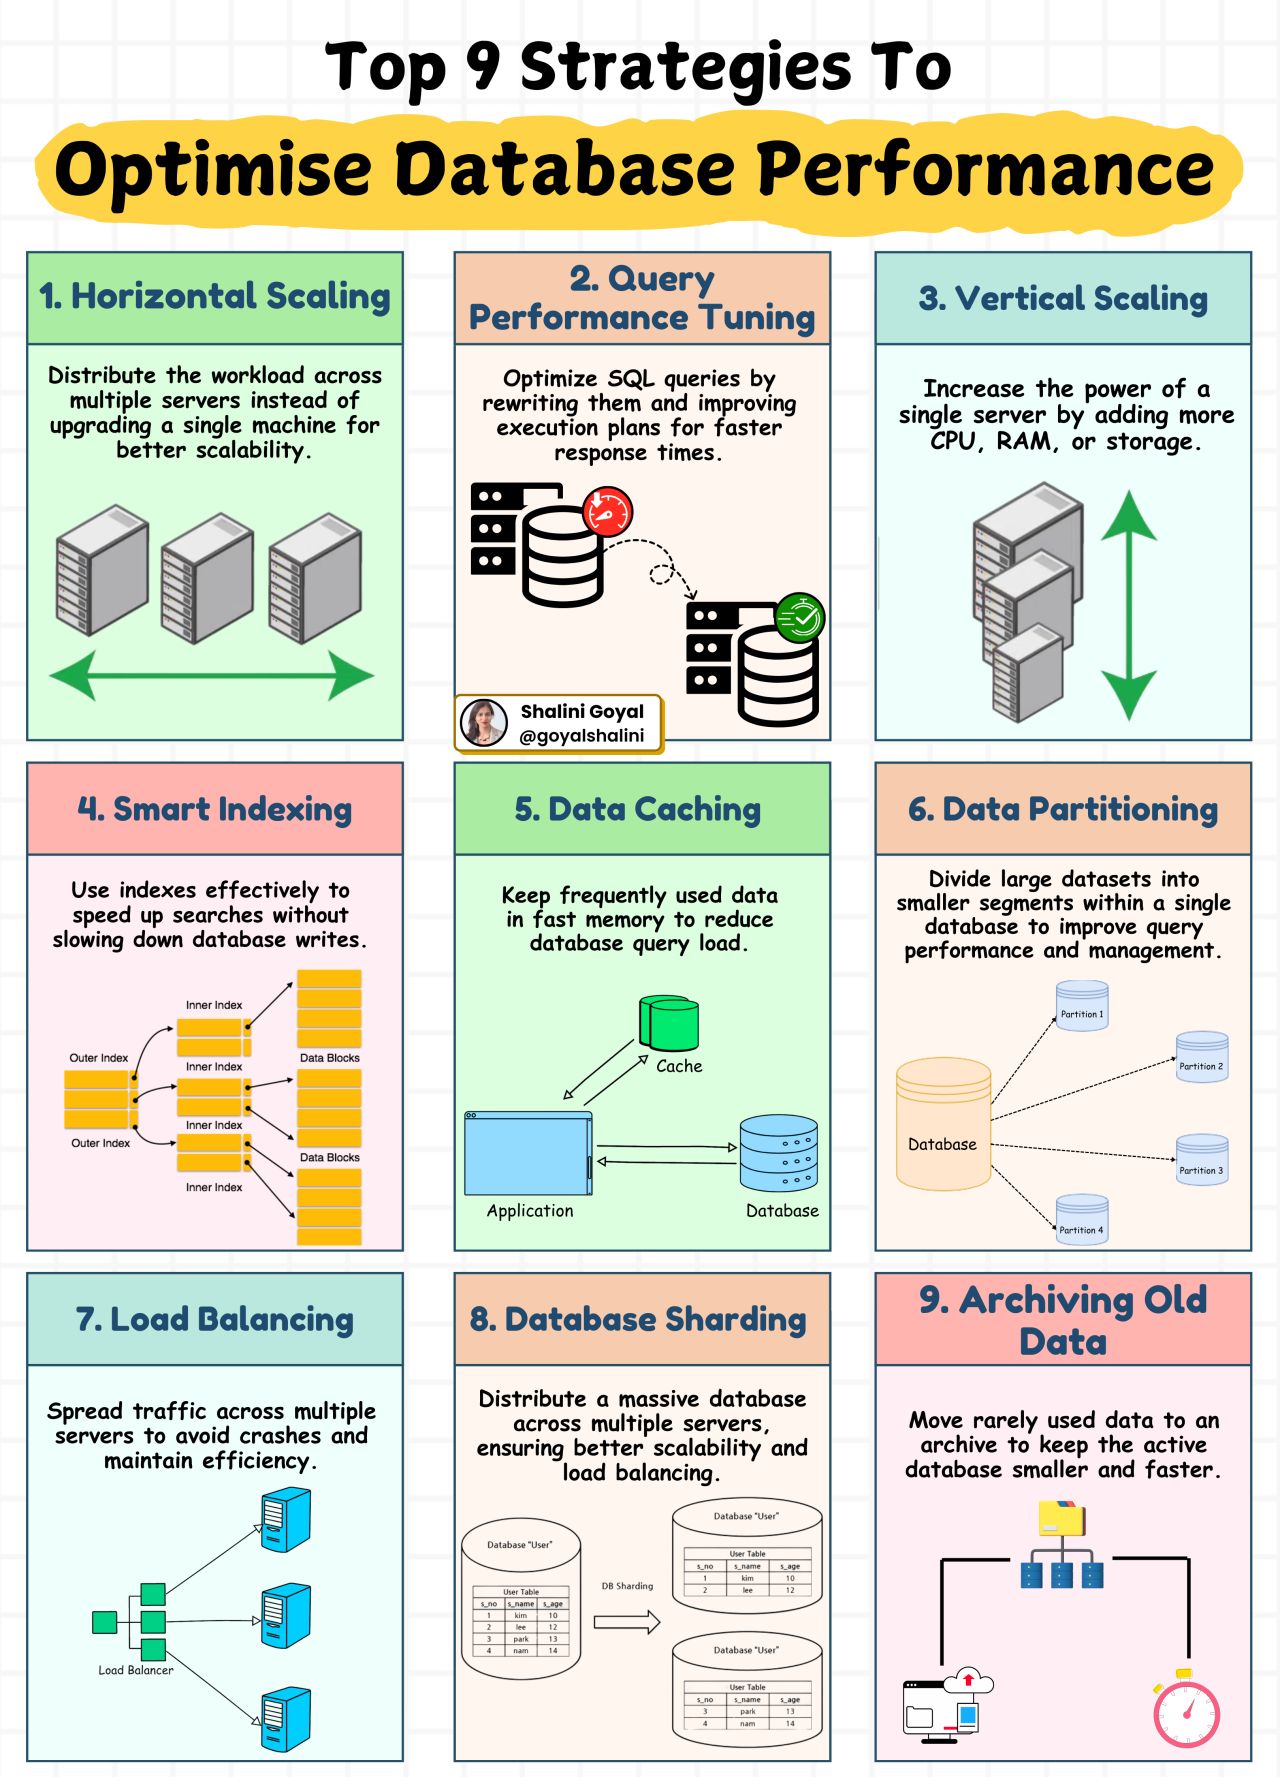 Top 9 Strategies To
Optimise Database Performance
1. Horizontal Scaling
Distribute the workload across
multiple servers instead of
upgrading a single machine for
better scalability.
2. Query
Performance Tuning
Optimize SQL queries by
rewriting them and improving
execution plans for faster
response times.
Shalini Goyal
@goyalshalini
3. Vertical Scaling
Increase the power of a
single server by adding more
CPU, RAM, or storage.
4. Smart Indexing
Use indexes effectively to
speed up searches without
slowing down database writes.
Inner Index
Outer Index
Data Blocks
Inner Index
Inner Index
Outer Index
Data Blocks
Inner Index
5. Data Caching
Keep frequently used data
in fast memory to reduce
database query load.
Cache
Application
Database
6. Data Partitioning
Divide large datasets into
smaller segments within a single
database to improve query
performance and management.
Partition 1
Partition 2
Database
Partition 3
Partition 4
7. Load Balancing
Spread traffic across multiple
servers to avoid crashes and
maintain efficiency.
Load Balancer
8. Database Sharding
Distribute a massive database
across multiple servers,
ensuring better scalability and
load balancing.
Database "User"
User Table
s_no s_name s_age
1 kim 10
2 lee 12
3 park 13
4 nam 14
DB Sharding
Database "User"
User Table
s_no s_name s_age
1 kim 10
2 lee 12
Database "User"
User Table
s_no s_name s_age
3 park 13
4 nam 14
9. Archiving Old
Data
Move rarely used data to an
archive to keep the active
database smaller and faster.